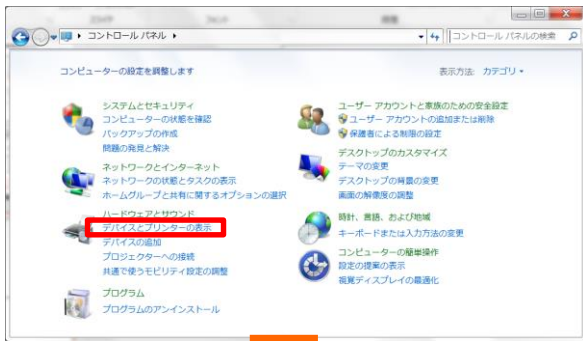 コントロール パネル
コントロール パネルの検索
コンピューターの設定を調整します
表示方法: カテゴリ
システムとセキュリティ
コンピューターの状態を確認
バックアップの作成
問題の発見と解決
ネットワークとインターネット
ネットワークの状態とタスクの表示
ホームグループと共有に関するオプションの選択
ハードウェアとサウンド
デバイスとプリンターの表示
デバイスの追加
プロジェクターへの接続
共通で使うモビリティ設定の調整
プログラム
プログラムのアンインストール
ユーザー アカウントと家族のための安全設定
ユーザー アカウントの追加または削除
保護者による制限の設定
デスクトップのカスタマイズ
テーマの変更
デスクトップの背景の変更
画面の解像度の調整
時計、言語、および地域
キーボードまたは入力方法の変更
コンピューターの簡単操作
設定の提案の表示
視覚ディスプレイの最適化